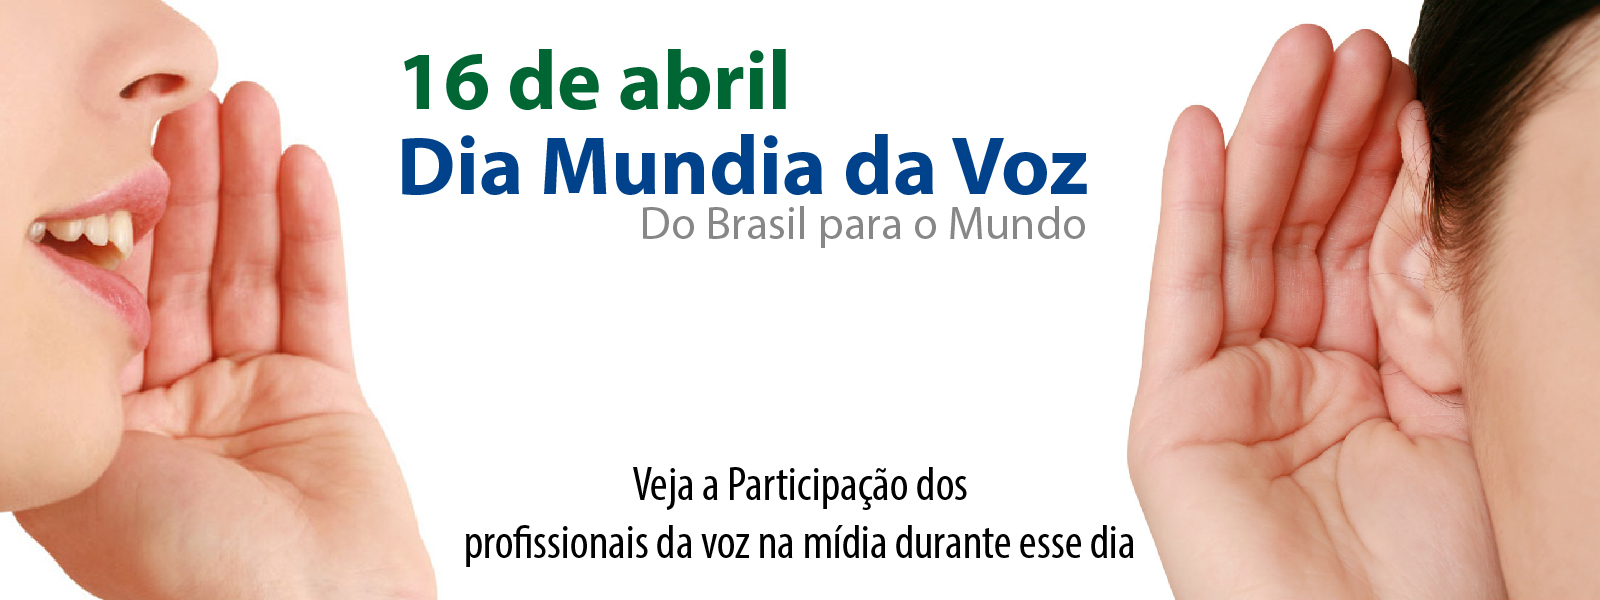 16 de abril
Dia Mundia da Voz
Do Brasil para o Mundo
Veja a Participação dos
profissionais da voz na mídia durante esse dia